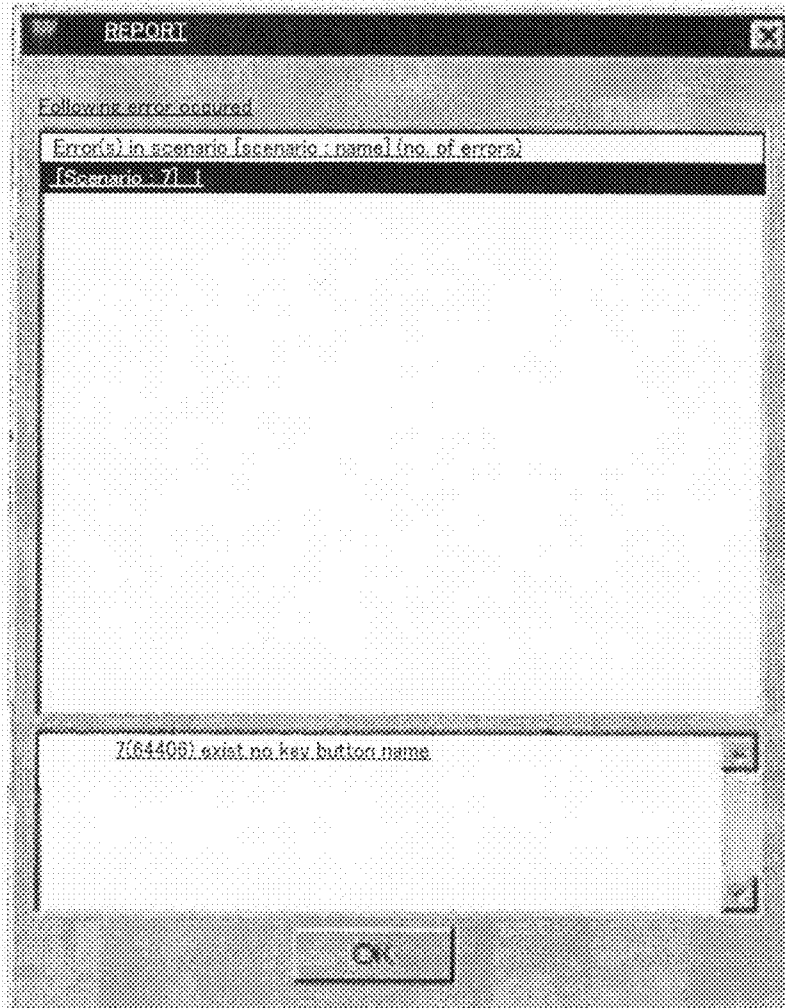 REPORT
Following error occured
Error(s) in scenario [scenario : name] (no. of errors)
[Scenario : 7] 1
7(64406) exist no key button name
OK